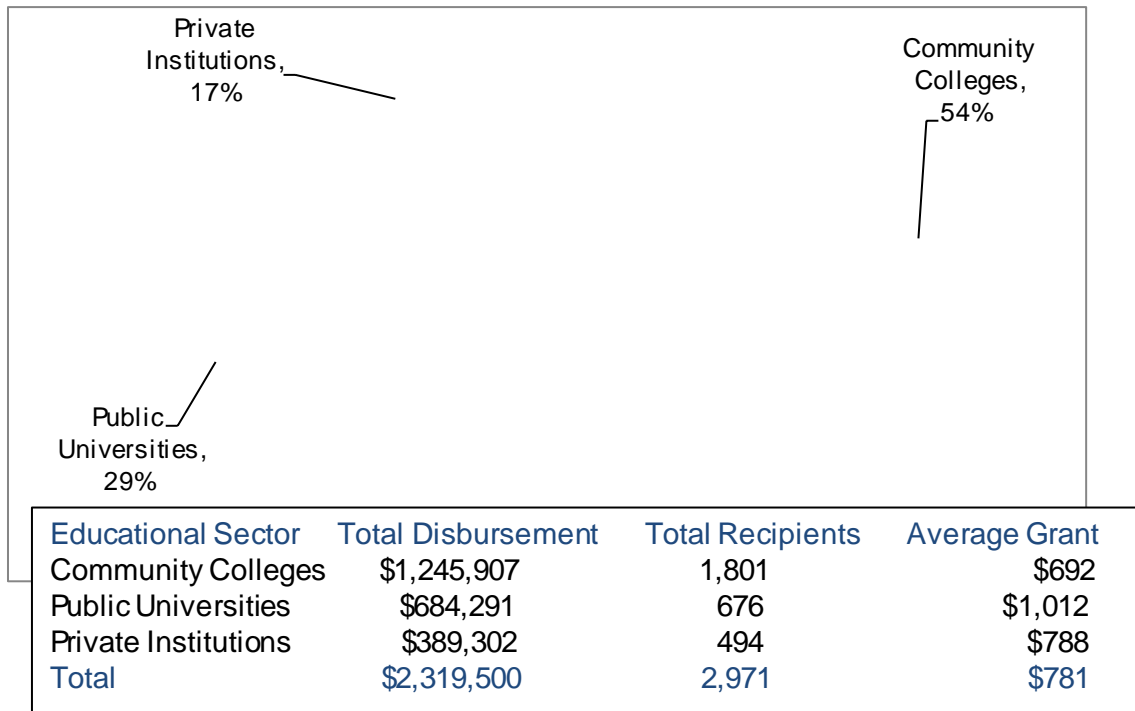 Private
Institutions,
17%
Community
Colleges,
54%
Public
Universities,
29%
Educational Sector Total Disbursement Total Recipients Average Grant
Community Colleges $1,245,907 1,801 $692
Public Universities $684,291 676 $1,012
Private Institutions $389,302 494 $788
Total $2,319,500 2,971 $781